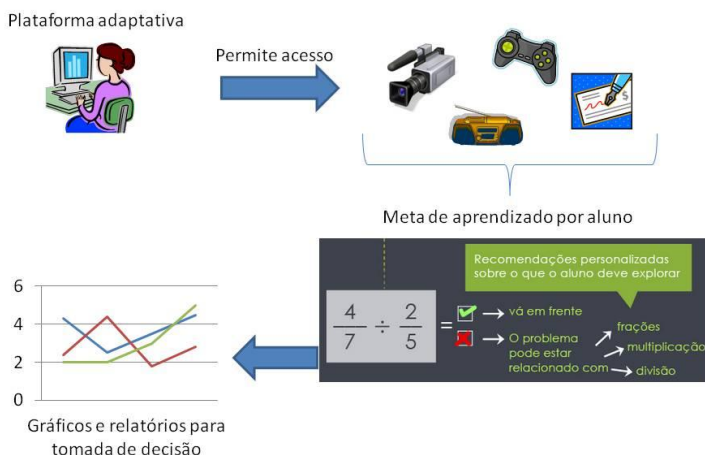 Plataforma adaptativa
Permite acesso
$
Meta de aprendizado por aluno
Recomendações personalizadas
sobre o que o aluno deve explorar
4/7 ÷ 2/5 =
vá em frente
O problema
pode estar
relacionado com
frações
multiplicação
divisão
6
4
2
0
Gráficos e relatórios para
tomada de decisão